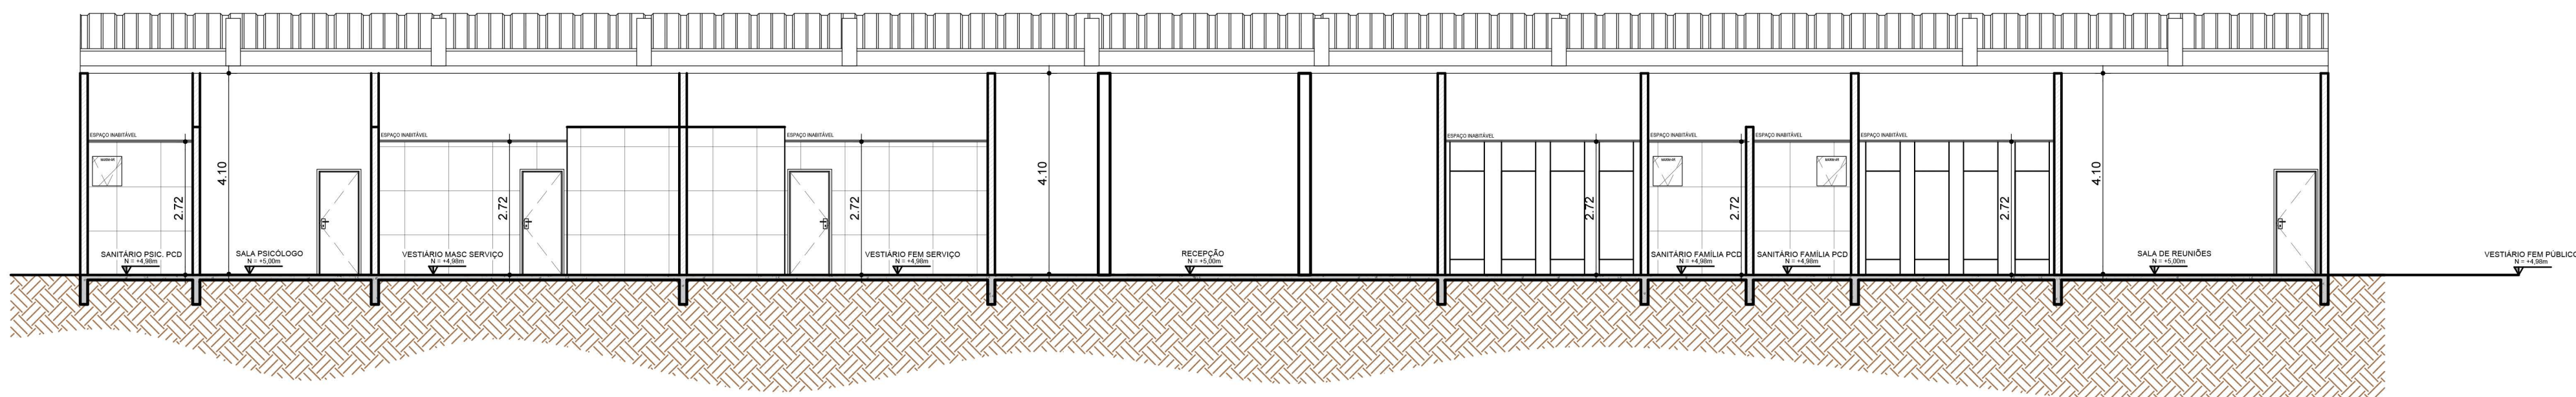 ESPAÇO INABITÁVEL
ESPAÇO INABITÁVEL
ESPAÇO INABITÁVEL
ESPAÇO INABITÁVEL
ESPAÇO INABITÁVEL
ESPAÇO INABITÁVEL
ESPAÇO INABITÁVEL
2.72
4.10
2.72
2.72
4.10
2.72
2.72
2.72
4.10
SANITÁRIO PSIC. PCD
N = +4,98m
SALA PSICÓLOGO
N = +5,00m
VESTIÁRIO MASC SERVIÇO
N = +4,98m
VESTIÁRIO FEM SERVIÇO
N = +4,98m
RECEPÇÃO
N = +5,00m
SANITÁRIO FAMÍLIA PCD
N = +4,98m
SANITÁRIO FAMÍLIA PCD
N = +4,98m
SALA DE REUNIÕES
N = +5,00m
VESTIÁRIO FEM PÚBLICO
N = +4,98m